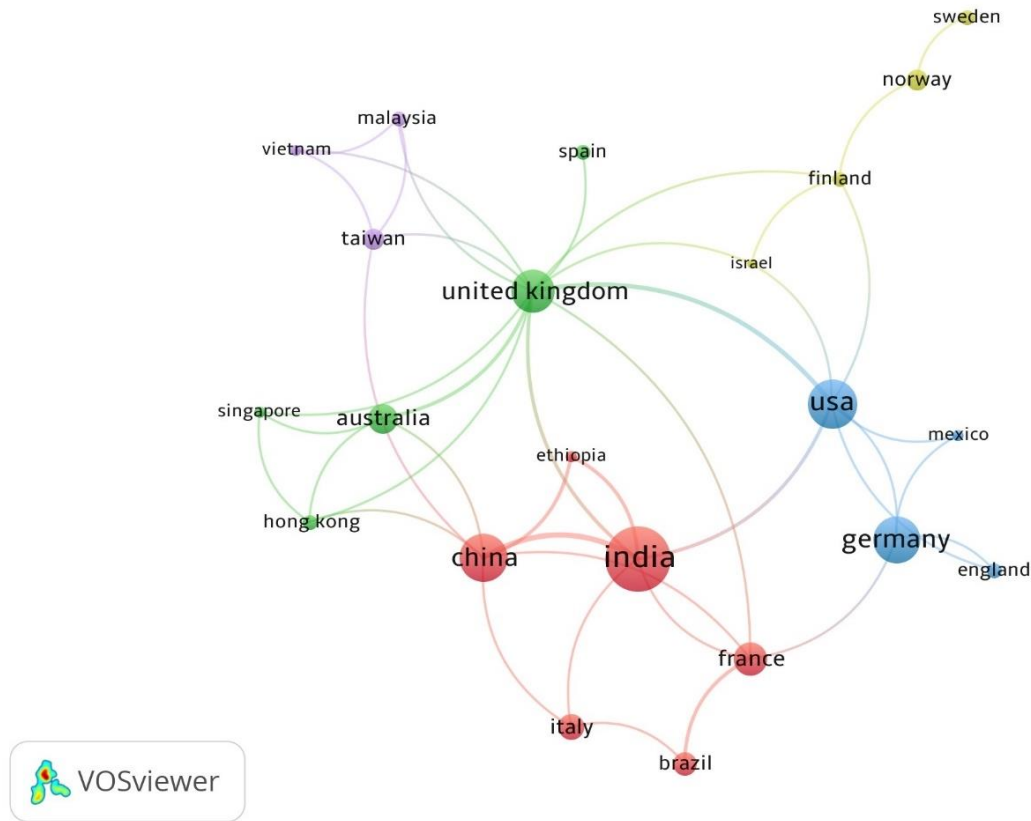 sweden
norway
malaysia
vietnam
spain
finland
taiwan
israel
united kingdom
usa
singapore
australia
mexico
ethiopia
hong kong
germany
china
india
england
france
italy
brazil
VOSviewer